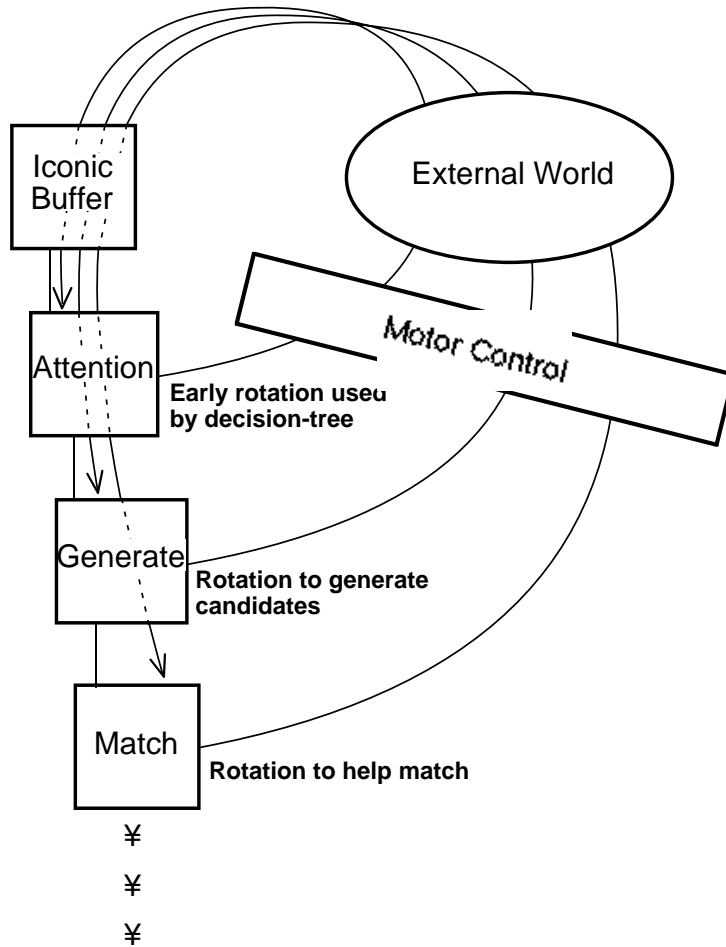 Iconic
Buffer
External World
Motor Control
Attention
Early rotation used
by decision-tree
Generate
Rotation to generate
candidates
Match
Rotation to help match
¥
¥
¥